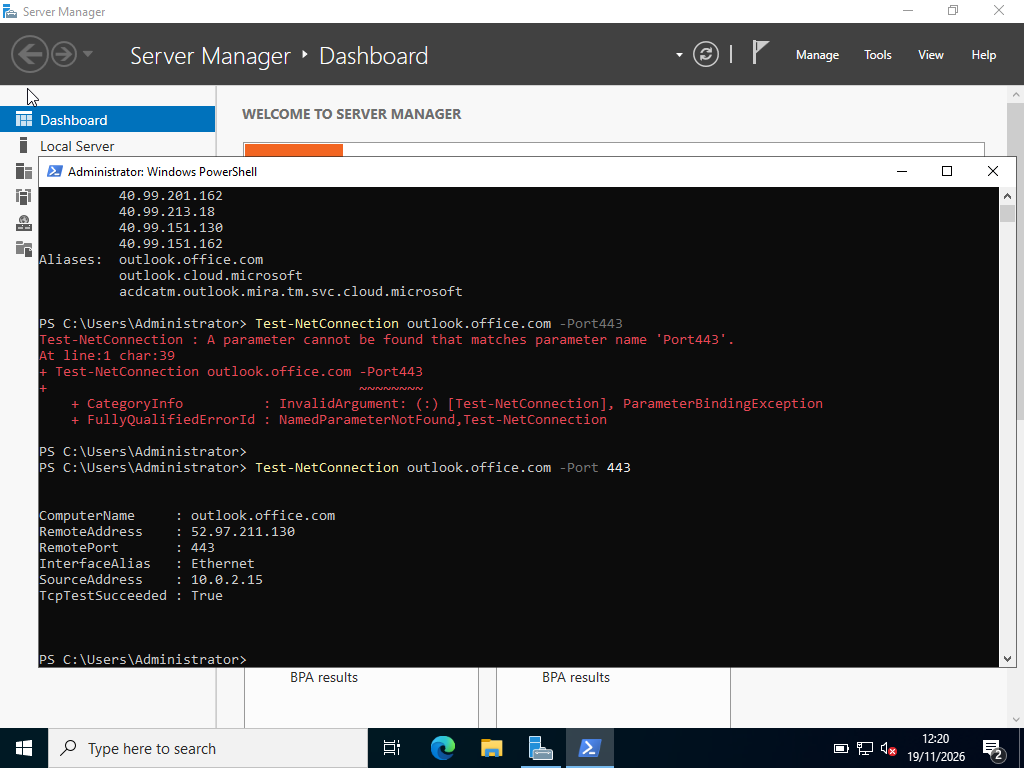 Server Manager
Server Manager Dashboard
Manage Tools View Help
WELCOME TO SERVER MANAGER
Dashboard
Local Server
Administrator: Windows PowerShell
40.99.201.162
40.99.213.18
40.99.151.130
40.99.151.162
Aliases:  outlook.office.com
outlook.cloud.microsoft
acdcatm.outlook.mira.tm.svc.cloud.microsoft
PS C:\Users\Administrator> Test-NetConnection outlook.office.com -Port443
Test-NetConnection : A parameter cannot be found that matches parameter name 'Port443'.
At line:1 char:39
+ Test-NetConnection outlook.office.com -Port443
+                                       ~~~~~~~~
+ CategoryInfo          : InvalidArgument: (:) [Test-NetConnection], ParameterBindingException
+ FullyQualifiedErrorId : NamedParameterNotFound,Test-NetConnection
PS C:\Users\Administrator>
PS C:\Users\Administrator> Test-NetConnection outlook.office.com -Port 443
ComputerName     : outlook.office.com
RemoteAddress    : 52.97.211.130
RemotePort       : 443
InterfaceAlias   : Ethernet
SourceAddress    : 10.0.2.15
TcpTestSucceeded : True
PS C:\Users\Administrator>
BPA results BPA results
Type here to search
12:20
19/11/2026
2